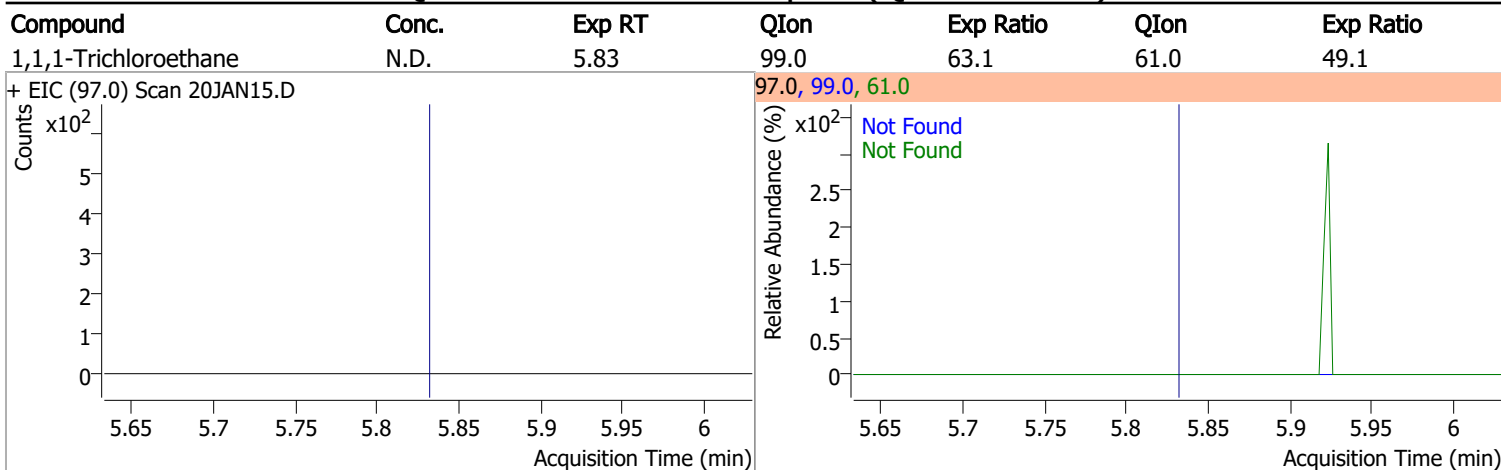 Compound Conc. Exp RT QIon Exp Ratio QIon Exp Ratio
1,1,1-Trichloroethane N.D. 5.83 99.0 63.1 61.0 49.1
+ EIC (97.0) Scan 20JAN15.D
97.0, 99.0, 61.0
Counts
x10²
5
4
3
2
1
0
5.65 5.7 5.75 5.8 5.85 5.9 5.95 6
Acquisition Time (min)
Relative Abundance (%)
x10²
Not Found
Not Found
2.5
2
1.5
1
0.5
0
5.65 5.7 5.75 5.8 5.85 5.9 5.95 6
Acquisition Time (min)